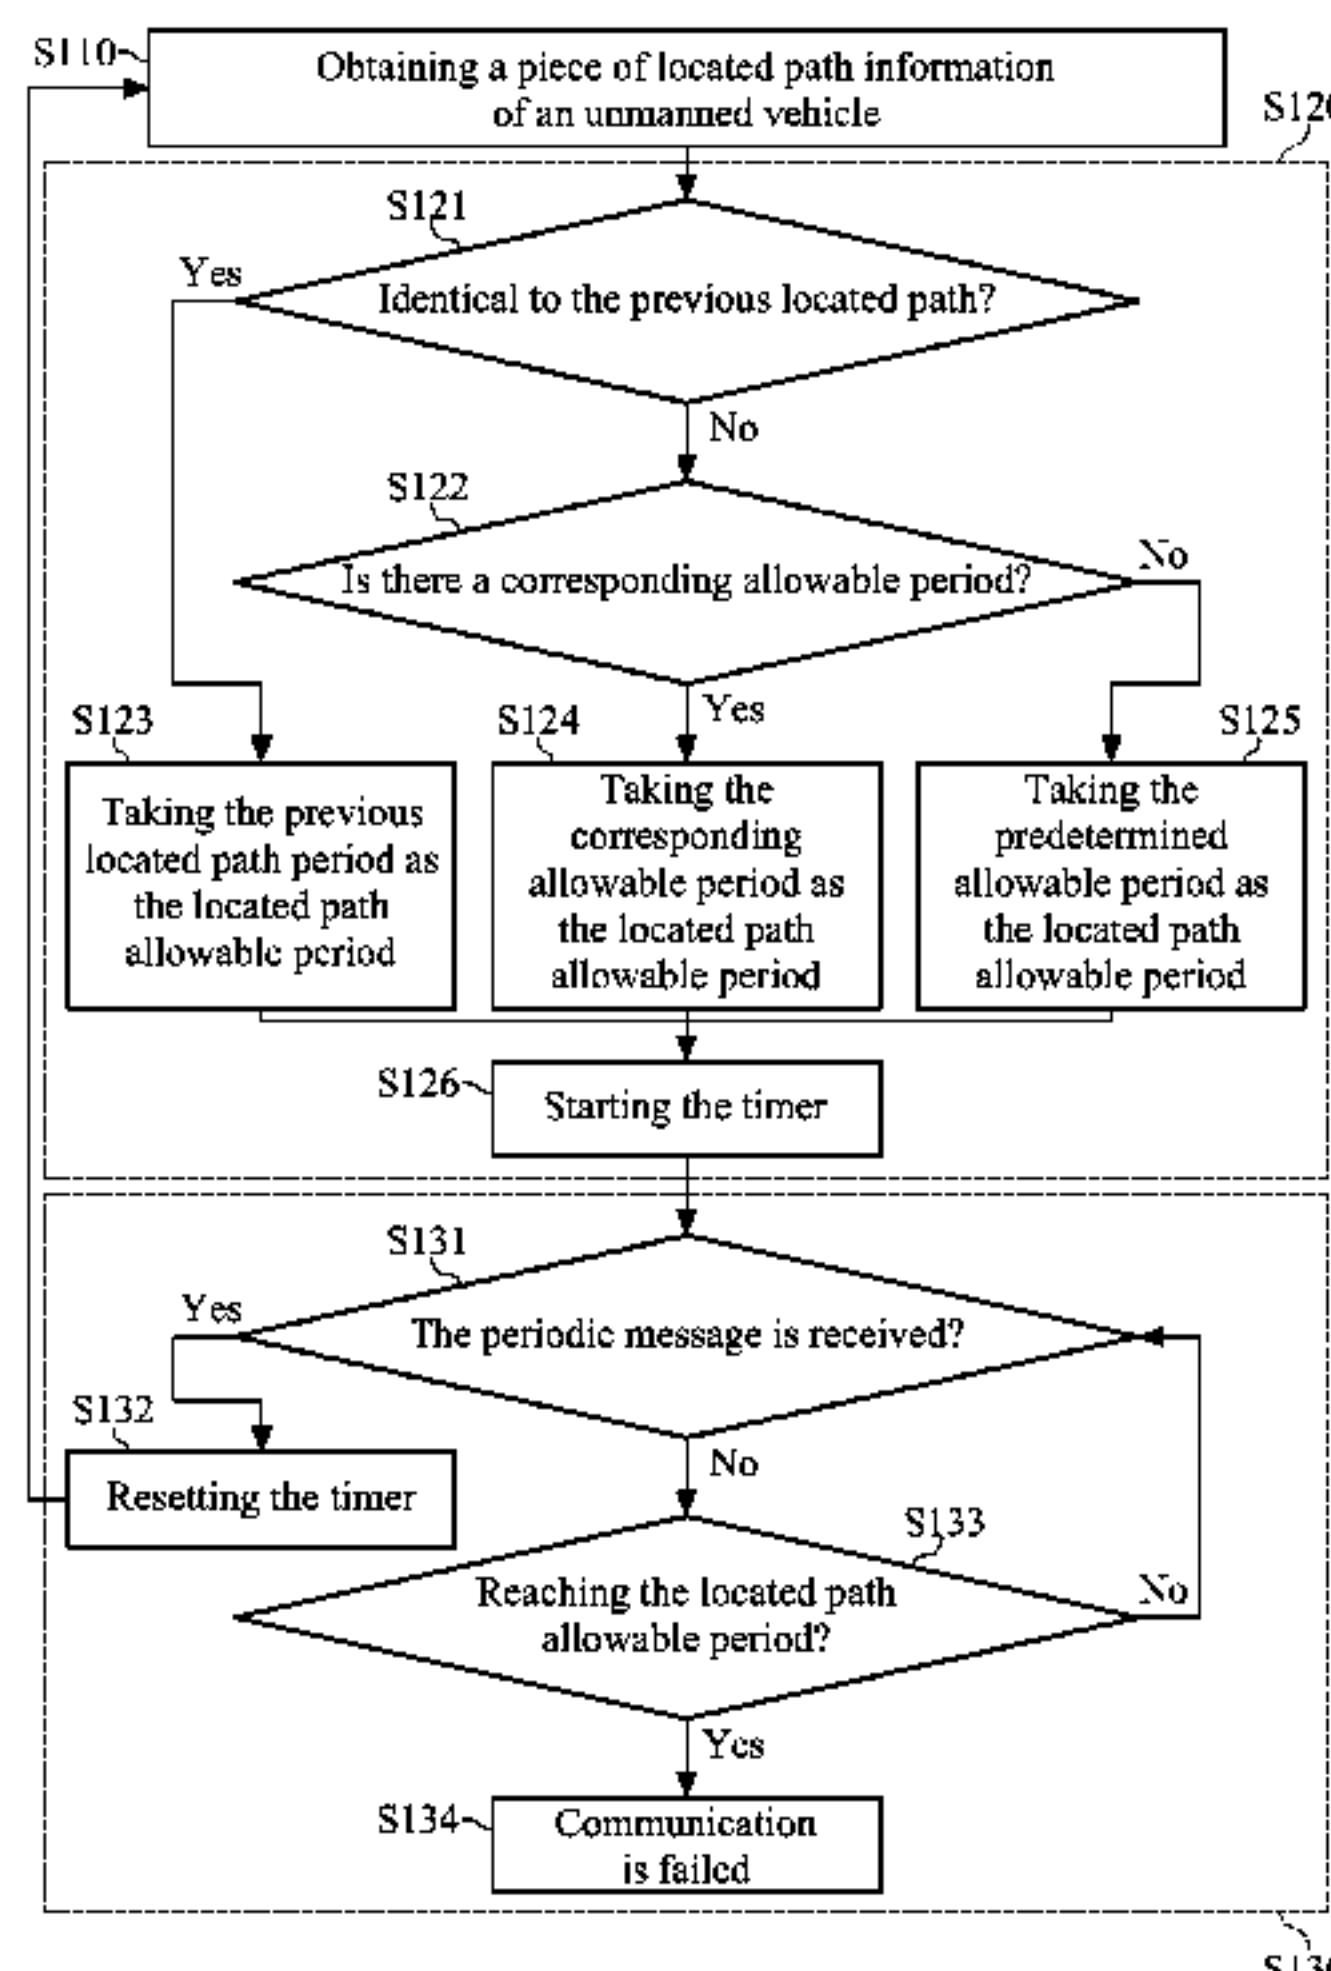 S110
Obtaining a piece of located path information
of an unmanned vehicle
S121
Yes
Identical to the previous located path?
No
S122
Is there a corresponding allowable period?
No
Yes
S123
S124
S125
Taking the previous
located path period as
the located path
allowable period
Taking the
corresponding
allowable period as
the located path
allowable period
Taking the
predetermined
allowable period as
the located path
allowable period
S126
Starting the timer
S131
Yes
The periodic message is received?
S132
No
Resetting the timer
S133
Reaching the located path
allowable period?
No
Yes
S134
Communication
is failed